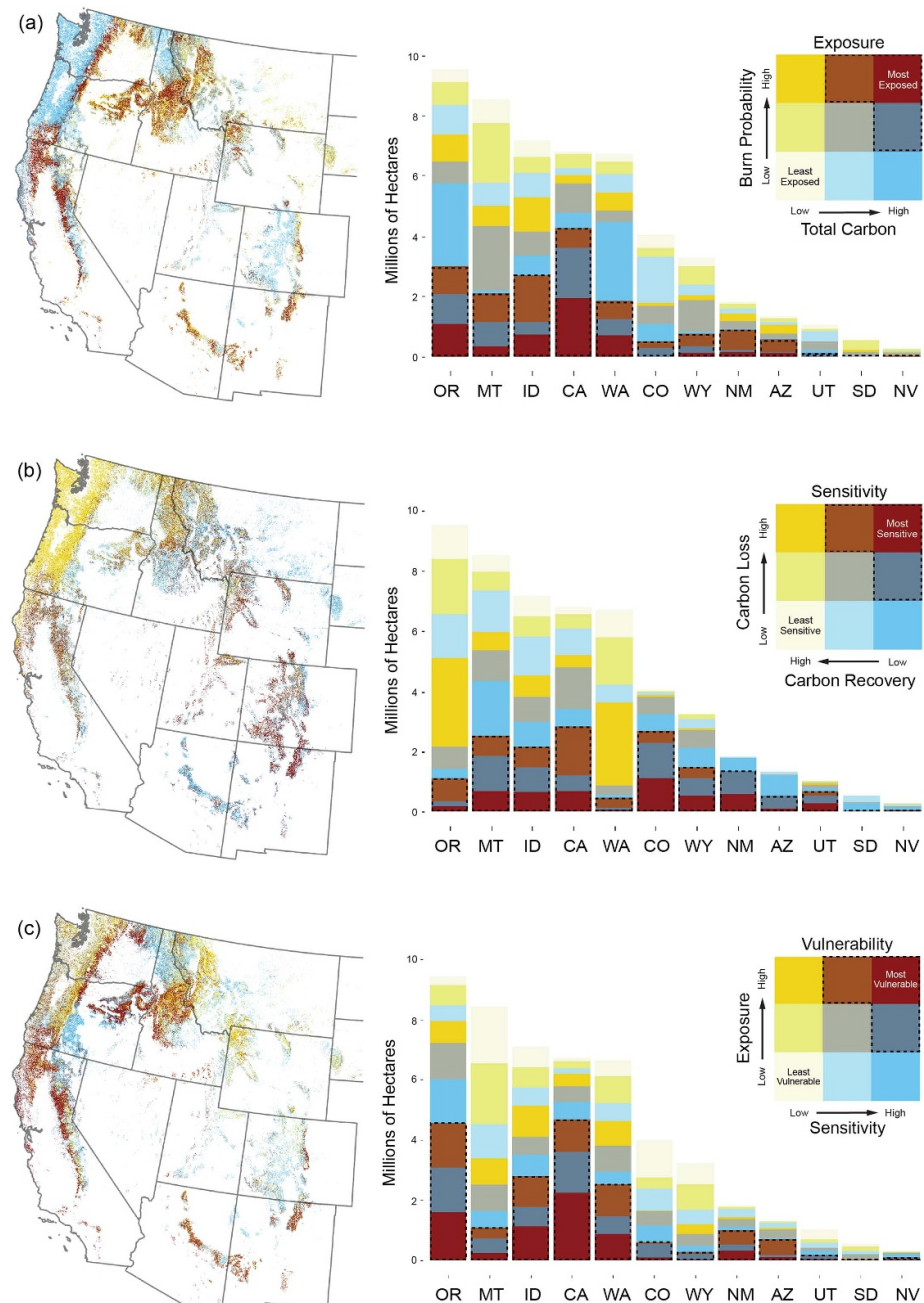 (a)
Millions of Hectares
10
8
6
4
2
0
OR MT ID CA WA CO WY NM AZ UT SD NV
Exposure
Burn Probability
High
Low
Most
Exposed
Least
Exposed
Low High
Total Carbon
(b)
Millions of Hectares
10
8
6
4
2
0
OR MT ID CA WA CO WY NM AZ UT SD NV
Sensitivity
Carbon Loss
High
Low
Most
Sensitive
Least
Sensitive
High Low
Carbon Recovery
(c)
Millions of Hectares
10
8
6
4
2
0
OR MT ID CA WA CO WY NM AZ UT SD NV
Vulnerability
Exposure
High
Low
Most
Vulnerable
Least
Vulnerable
Low High
Sensitivity